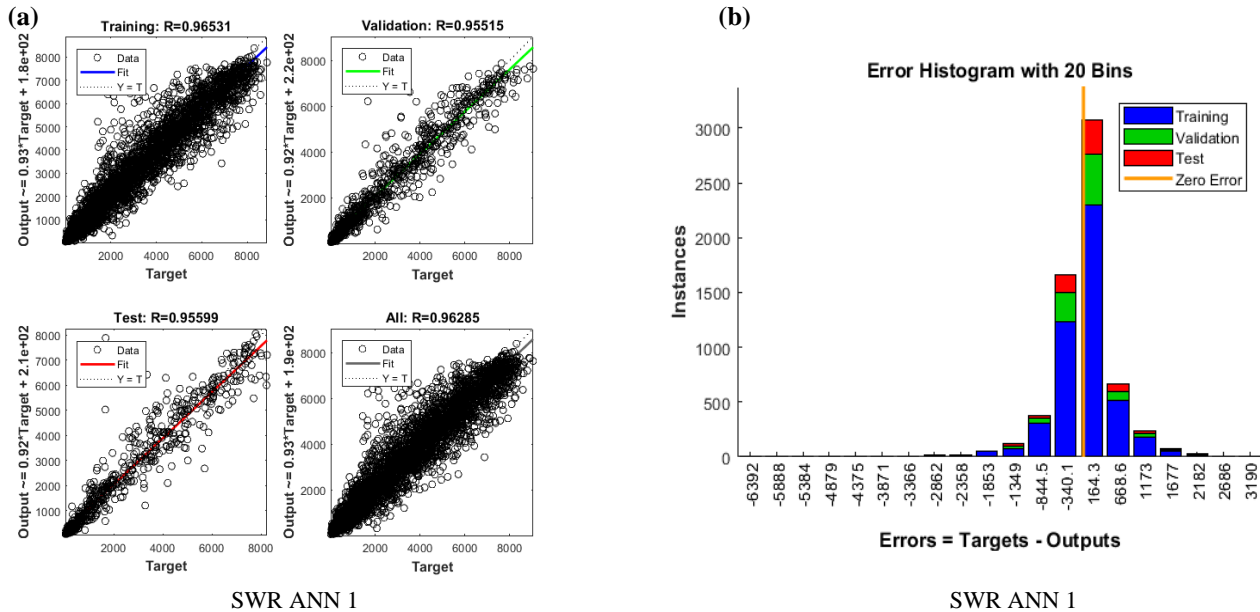 (a)
Training: R=0.96531
Output ~= 0.93*Target + 1.8e+02
8000
7000
6000
5000
4000
3000
2000
1000
Data
Fit
Y = T
2000 4000 6000 8000
Target
Validation: R=0.95515
Output ~= 0.92*Target + 2.2e+02
8000
6000
4000
2000
Data
Fit
Y = T
2000 4000 6000 8000
Target
Test: R=0.95599
Output ~= 0.92*Target + 2.1e+02
8000
7000
6000
5000
4000
3000
2000
1000
Data
Fit
Y = T
2000 4000 6000 8000
Target
All: R=0.96285
Output ~= 0.93*Target + 1.9e+02
8000
6000
4000
2000
Data
Fit
Y = T
2000 4000 6000 8000
Target
SWR ANN 1
(b)
Error Histogram with 20 Bins
Instances
3000
2500
2000
1500
1000
500
0
Training
Validation
Test
Zero Error
-6392
-5888
-5384
-4879
-4375
-3871
-3366
-2862
-2358
-1853
-1349
-844.5
-340.1
164.3
668.6
1173
1677
2182
2686
3190
Errors = Targets - Outputs
SWR ANN 1